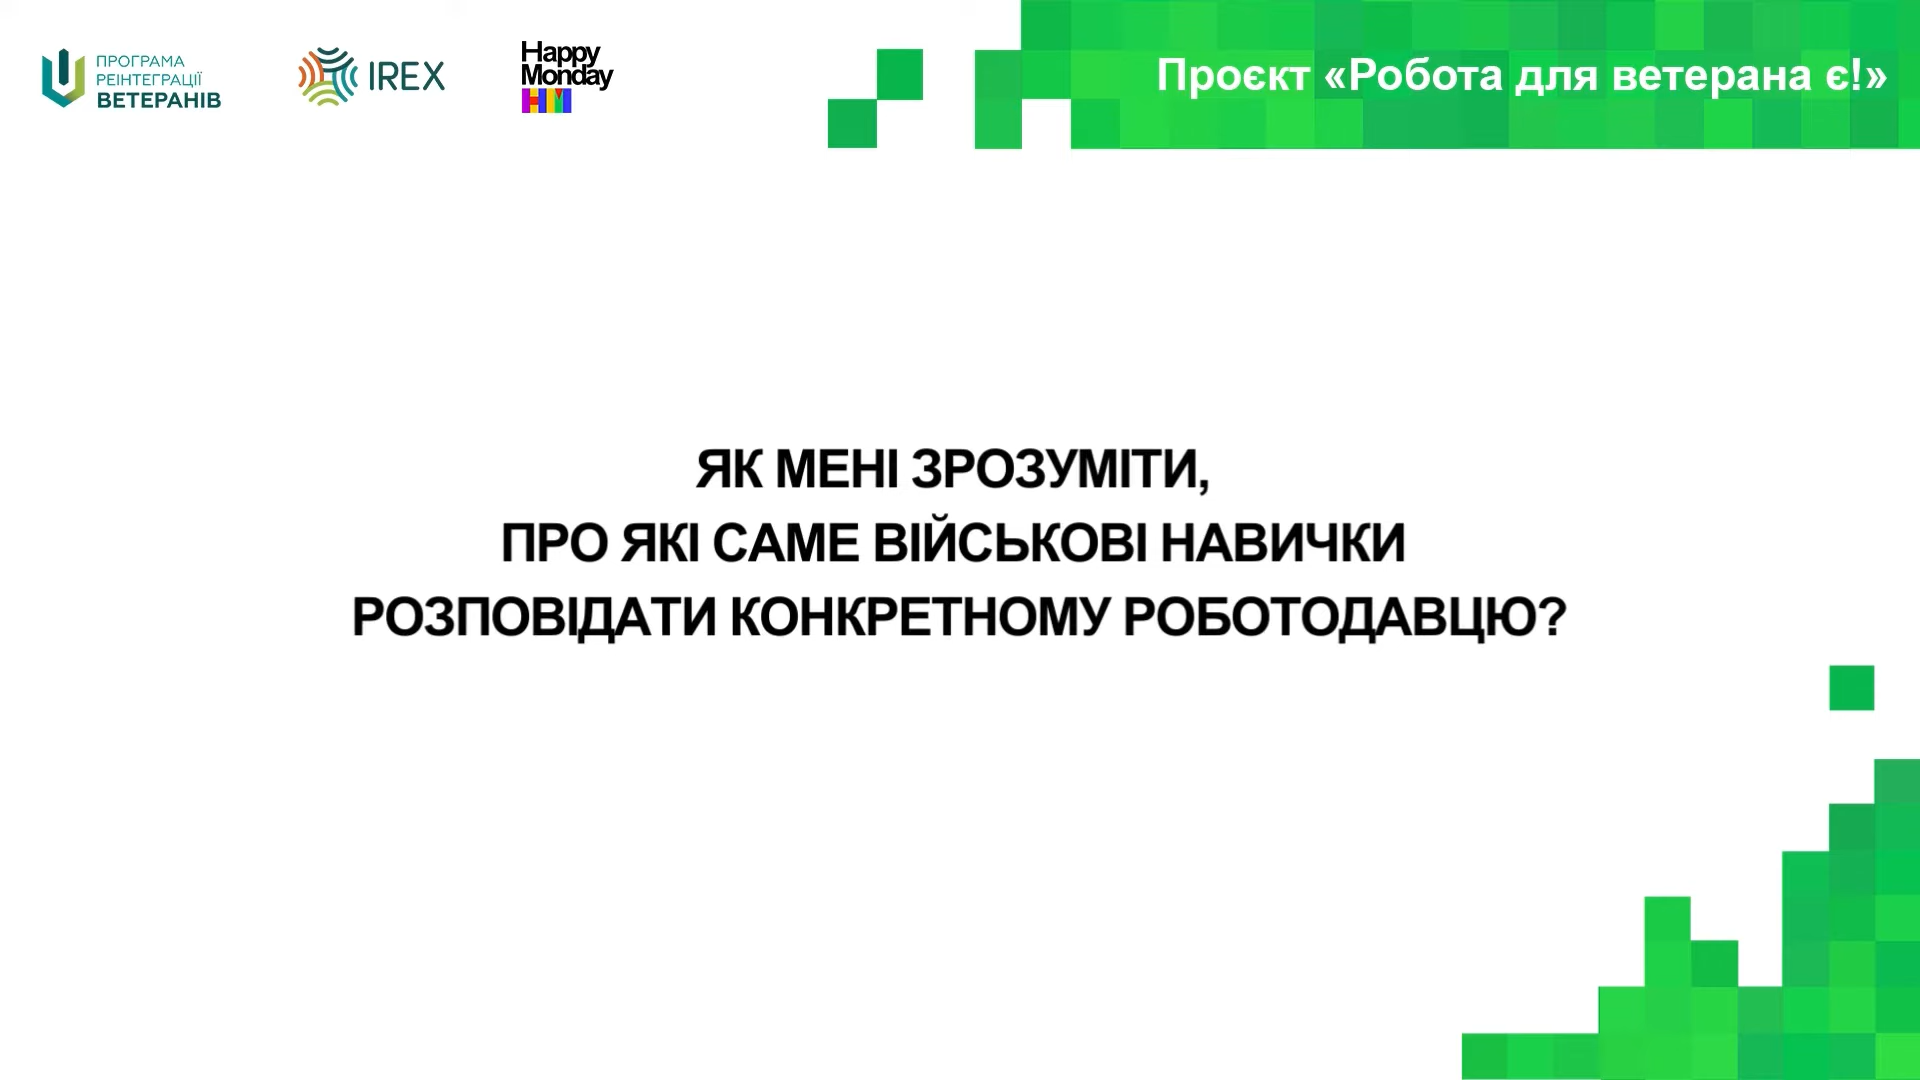 ПРОГРАМА
РЕІНТЕГРАЦІЇ
ВЕТЕРАНІВ
IREX
Happy
Monday
HM
Проєкт «Робота для ветерана є!»
ЯК МЕНІ ЗРОЗУМІТИ,
ПРО ЯКІ САМЕ ВІЙСЬКОВІ НАВИЧКИ
РОЗПОВІДАТИ КОНКРЕТНОМУ РОБОТОДАВЦЮ?